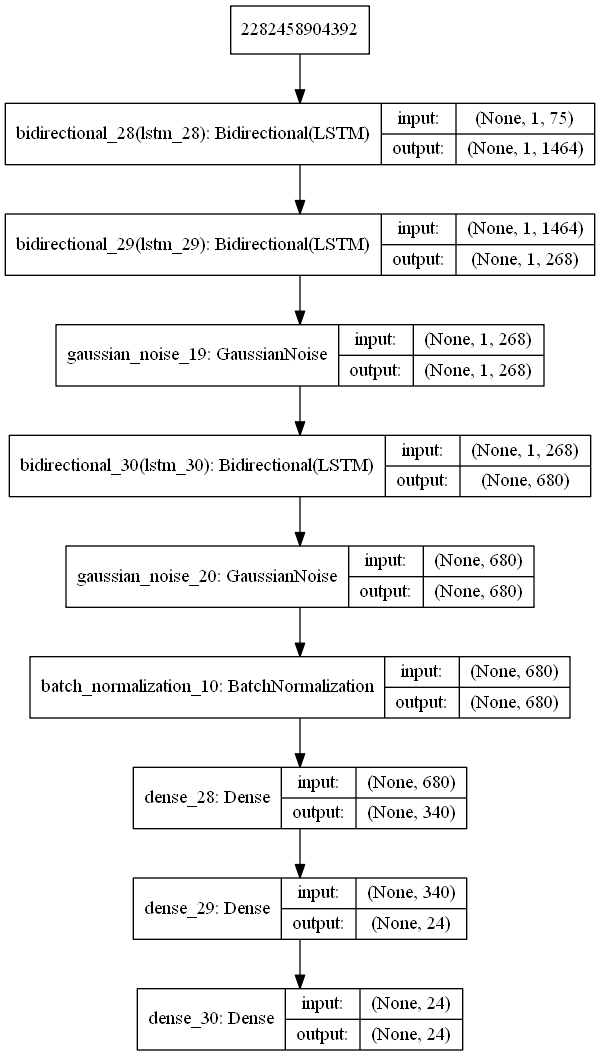 2282458904392
bidirectional_28(lstm_28): Bidirectional(LSTM)
input: (None, 1, 75)
output: (None, 1, 1464)
bidirectional_29(lstm_29): Bidirectional(LSTM)
input: (None, 1, 1464)
output: (None, 1, 268)
gaussian_noise_19: GaussianNoise
input: (None, 1, 268)
output: (None, 1, 268)
bidirectional_30(lstm_30): Bidirectional(LSTM)
input: (None, 1, 268)
output: (None, 680)
gaussian_noise_20: GaussianNoise
input: (None, 680)
output: (None, 680)
batch_normalization_10: BatchNormalization
input: (None, 680)
output: (None, 680)
dense_28: Dense
input: (None, 680)
output: (None, 340)
dense_29: Dense
input: (None, 340)
output: (None, 24)
dense_30: Dense
input: (None, 24)
output: (None, 24)